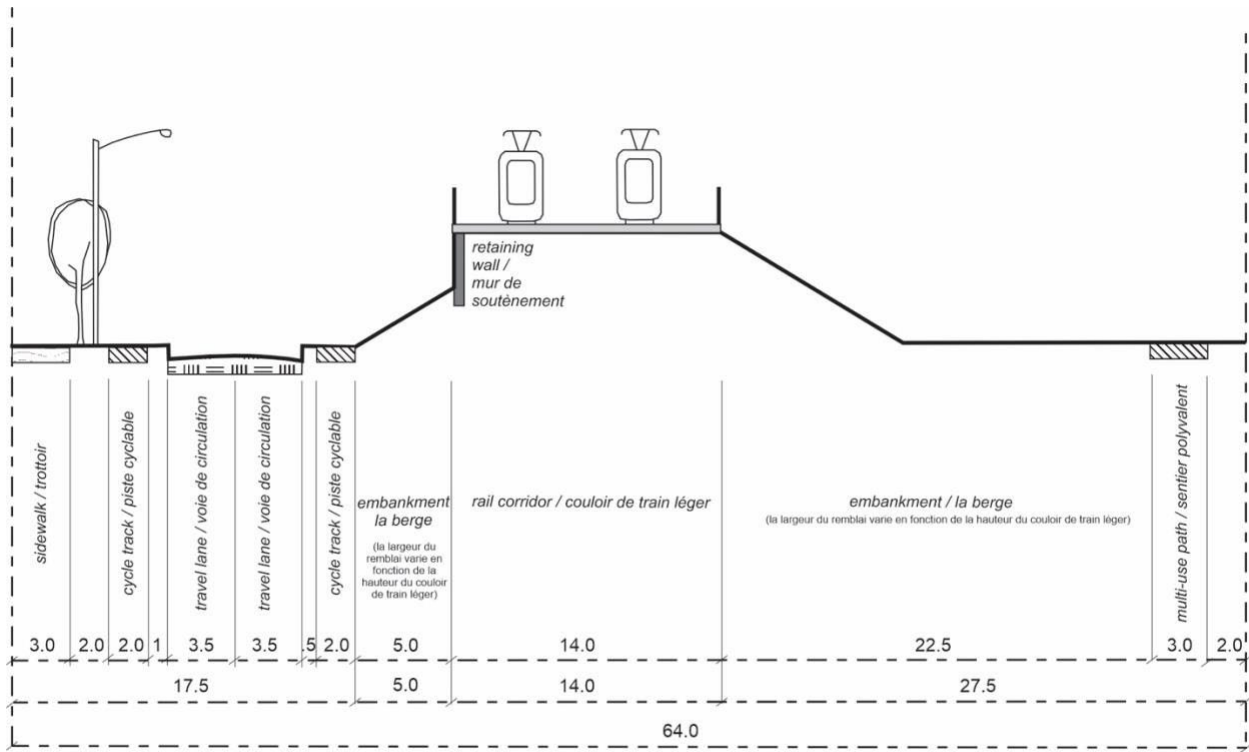 retaining
wall /
mur de
soutènement
sidewalk / trottoir
cycle track / piste cyclable
travel lane / voie de circulation
travel lane / voie de circulation
cycle track / piste cyclable
embankment
la berge
(la largeur du
remblai varie en
fonction de la
hauteur du couloir
de train léger)
rail corridor / couloir de train léger
embankment / la berge
(la largeur du remblai varie en fonction de la hauteur du couloir de train léger)
multi-use path / sentier polyvalent
3.0 2.0 2.0 1 3.5 3.5 .5 2.0 5.0 14.0 22.5 3.0 2.0
17.5 5.0 14.0 27.5
64.0